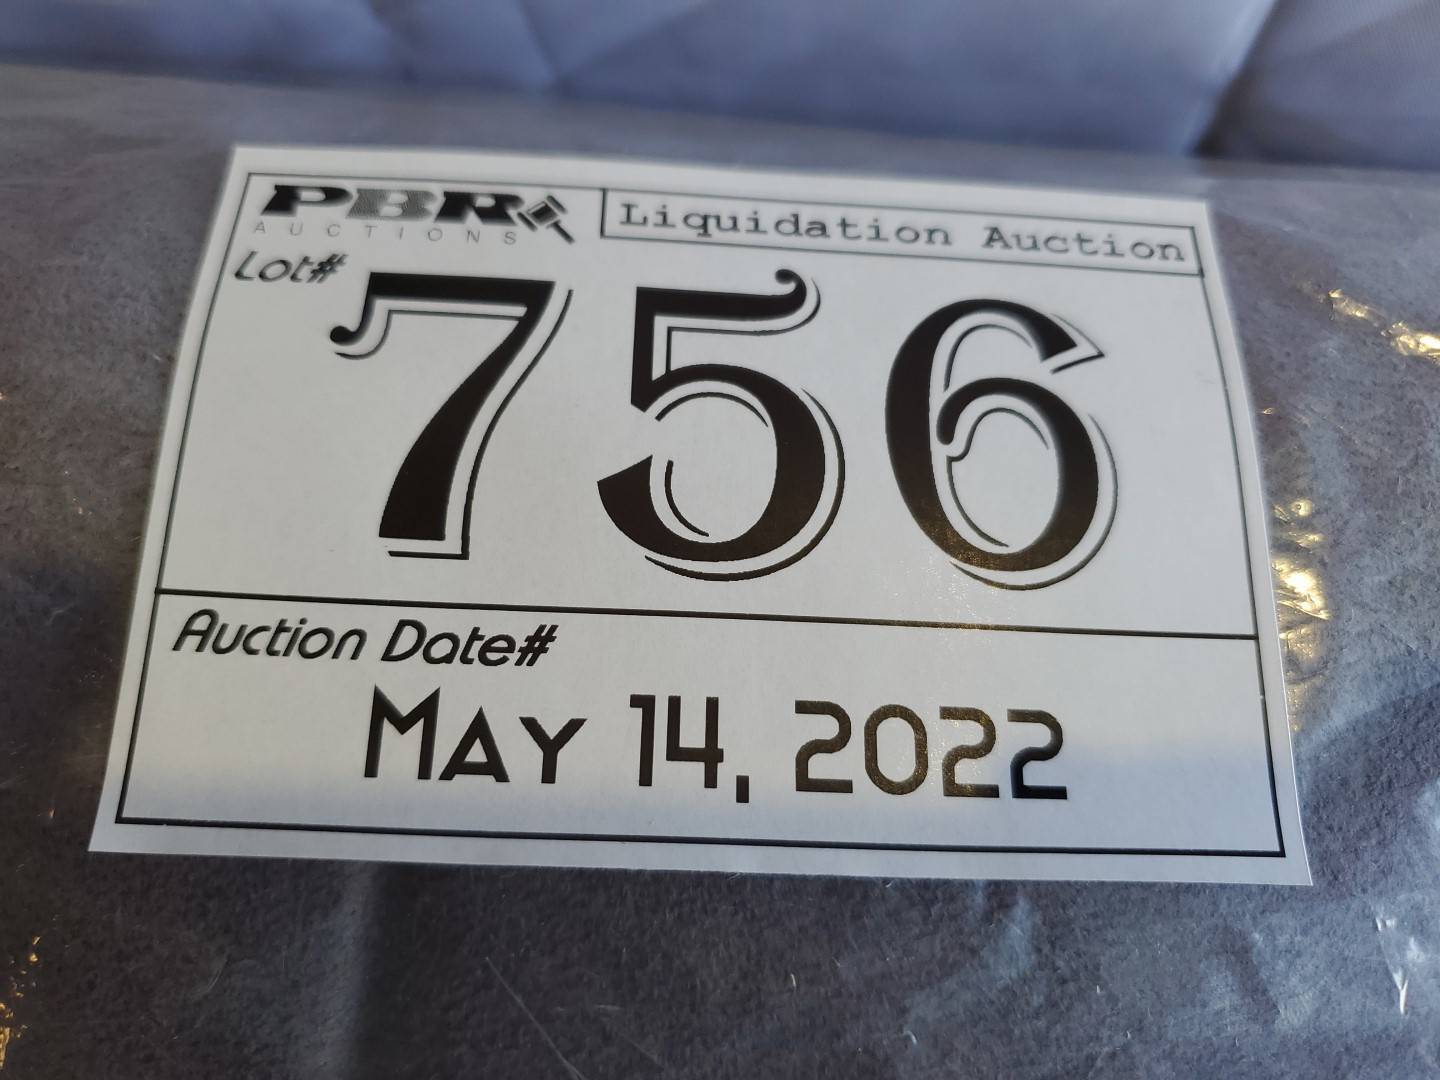 PBR
AUCTIONS
Liquidation Auction
Lot#
756
Auction Date#
May 14, 2022